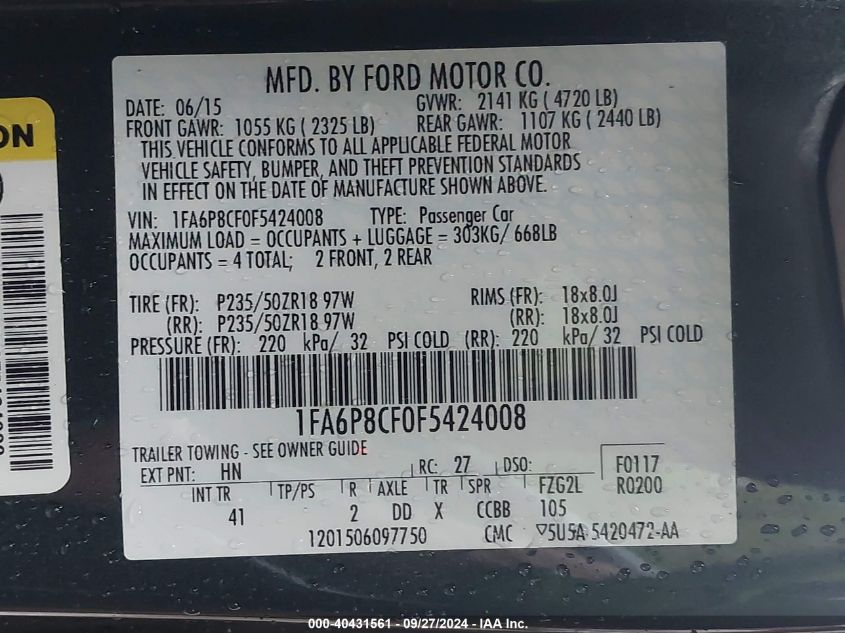 ON
MFD. BY FORD MOTOR CO.
DATE: 06/15 GVWR: 2141 KG ( 4720 LB)
FRONT GAWR: 1055 KG ( 2325 LB) REAR GAWR: 1107 KG ( 2440 LB)
THIS VEHICLE CONFORMS TO ALL APPLICABLE FEDERAL MOTOR
VEHICLE SAFETY, BUMPER, AND THEFT PREVENTION STANDARDS
IN EFFECT ON THE DATE OF MANUFACTURE SHOWN ABOVE.
VIN: 1FA6P8CF0F5424008 TYPE: Passenger Car
MAXIMUM LOAD = OCCUPANTS + LUGGAGE = 303KG/ 668LB
OCCUPANTS = 4 TOTAL; 2 FRONT, 2 REAR
TIRE (FR): P235/50ZR18 97W RIMS (FR): 18x8.0J
(RR): P235/50ZR18 97W (RR): 18x8.0J
PRESSURE (FR): 220 kPa/ 32 PSI COLD (RR): 220 kPa/ 32 PSI COLD
1FA6P8CF0F5424008
TRAILER TOWING - SEE OWNER GUIDE
EXT PNT: HN RC: 27 DSO: F0117
INT TR TP/PS R AXLE TR SPR FZG2L R0200
41 2 DD X CCBB 105
1201506097750 CMC ▽5U5A 5420472-AA
000-40431561 - 09/27/2024 - IAA Inc.